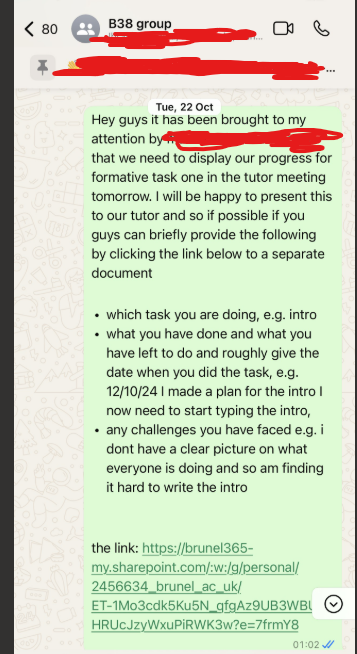 80
B38 group
...
Tue, 22 Oct
Hey guys it has been brought to my
attention by
that we need to display our progress for
formative task one in the tutor meeting
tomorrow. I will be happy to present this
to our tutor and so if possible if you
guys can briefly provide the following
by clicking the link below to a separate
document
• which task you are doing, e.g. intro
• what you have done and what you
have left to do and roughly give the
date when you did the task, e.g.
12/10/24 I made a plan for the intro I
now need to start typing the intro,
• any challenges you have faced e.g. i
dont have a clear picture on what
everyone is doing and so am finding
it hard to write the intro
the link: https://brunel365-
my.sharepoint.com/:w:/g/personal/
2456634_brunel_ac_uk/
ET-1Mo3cdk5Ku5N_qfgAz9UB3WBU
HRUcJzyWxuPiRWK3w?e=7frmY8
01:02